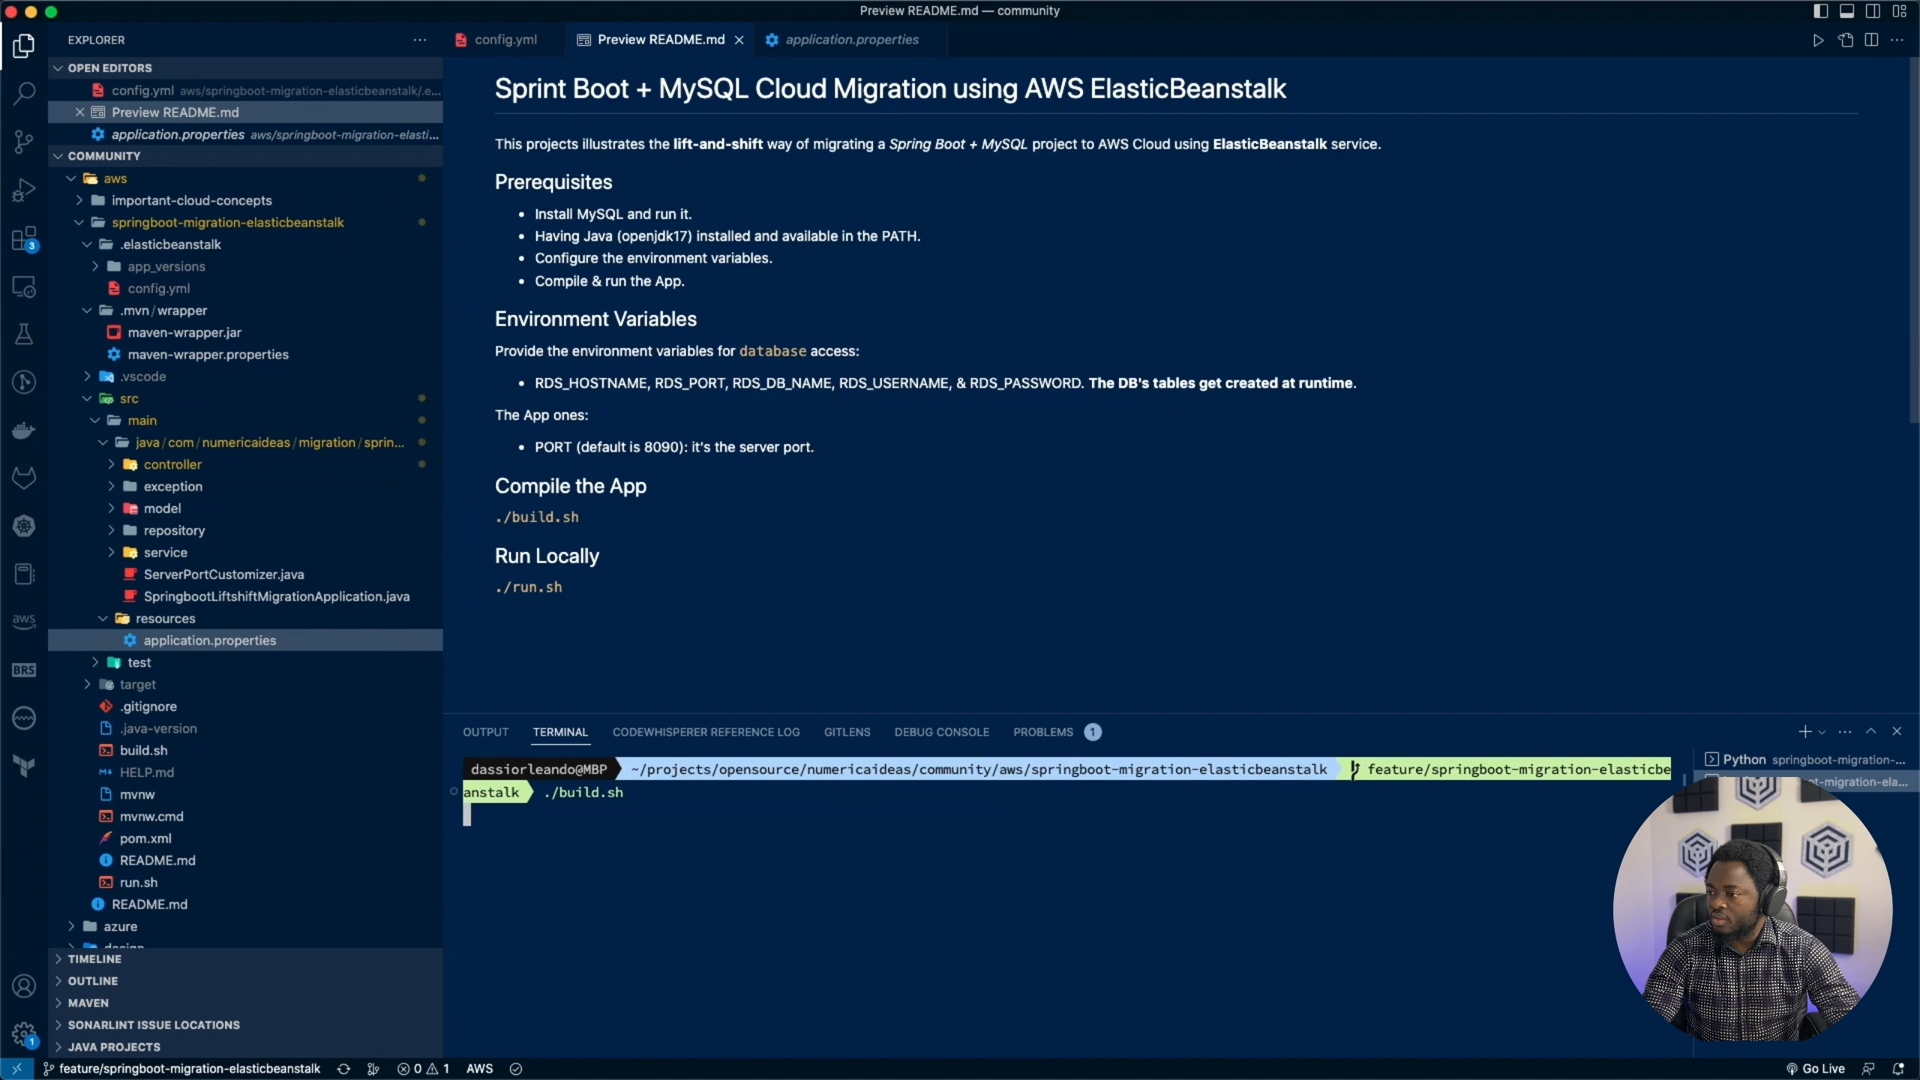 Preview README.md — community
EXPLORER
OPEN EDITORS
config.yml aws/springboot-migration-elasticbeanstalk/.e...
Preview README.md
application.properties aws/springboot-migration-elasti...
COMMUNITY
aws
important-cloud-concepts
springboot-migration-elasticbeanstalk
.elasticbeanstalk
app_versions
config.yml
.mvn / wrapper
maven-wrapper.jar
maven-wrapper.properties
.vscode
src
main
java / com / numericaideas / migration / sprin...
controller
exception
model
repository
service
ServerPortCustomizer.java
SpringbootLiftshiftMigrationApplication.java
resources
application.properties
test
target
.gitignore
.java-version
build.sh
HELP.md
mvnw
mvnw.cmd
pom.xml
README.md
run.sh
README.md
azure
design
TIMELINE
OUTLINE
MAVEN
SONARLINT ISSUE LOCATIONS
JAVA PROJECTS
3
aws
BRS
1
config.yml
Preview README.md
application.properties
Sprint Boot + MySQL Cloud Migration using AWS ElasticBeanstalk
This projects illustrates the lift-and-shift way of migrating a Spring Boot + MySQL project to AWS Cloud using ElasticBeanstalk service.
Prerequisites
• Install MySQL and run it.
• Having Java (openjdk17) installed and available in the PATH.
• Configure the environment variables.
• Compile & run the App.
Environment Variables
Provide the environment variables for database access:
• RDS_HOSTNAME, RDS_PORT, RDS_DB_NAME, RDS_USERNAME, & RDS_PASSWORD. The DB's tables get created at runtime.
The App ones:
• PORT (default is 8090): it's the server port.
Compile the App
./build.sh
Run Locally
./run.sh
OUTPUT TERMINAL CODEWHISPERER REFERENCE LOG GITLENS DEBUG CONSOLE PROBLEMS 1
dassiorleando@MBP ~/projects/opensource/numericaideas/community/aws/springboot-migration-elasticbeanstalk feature/springboot-migration-elasticbe
anstalk ./build.sh
Python springboot-migration-...
ot-migration-ela...
feature/springboot-migration-elasticbeanstalk 0 1 AWS
Go Live